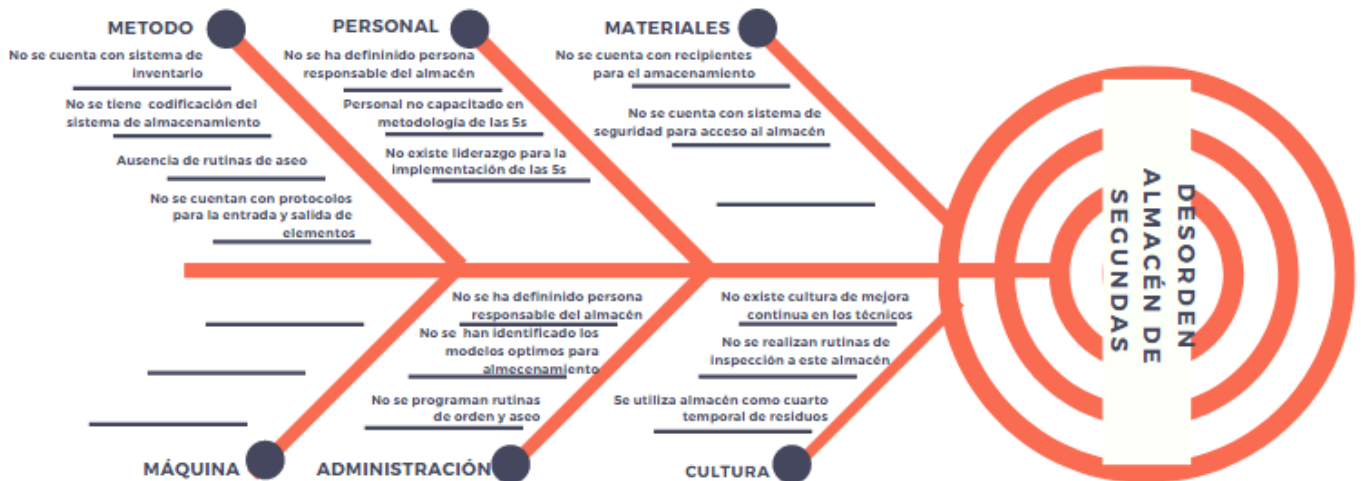 METODO
No se cuenta con sistema de
inventario
No se tiene codificación del
sistema de almacenamiento
Ausencia de rutinas de aseo
No se cuentan con protocolos
para la entrada y salida de
elementos
PERSONAL
No se ha defininido persona
responsable del almacén
Personal no capacitado en
metodología de las 5s
No existe liderazgo para la
implementación de las 5s
MATERIALES
No se cuenta con recipientes
para el amacenamiento
No se cuenta con sistema de
seguridad para acceso al almacén
DESORDEN
ALMACÉN DE
SEGUNDAS
MÁQUINA
No se ha defininido persona
responsable del almacén
No se han identificado los
modelos optimos para
almecenamiento
No se programan rutinas
de orden y aseo
ADMINISTRACIÓN
No existe cultura de mejora
continua en los técnicos
No se realizan rutinas de
inspección a este almacén
Se utiliza almacén como cuarto
temporal de residuos
CULTURA